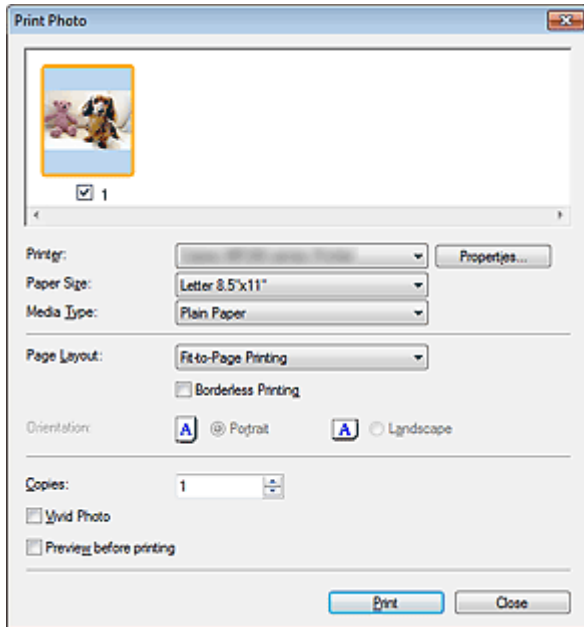 Print Photo
1
Printer:
Properties...
Paper Size: Letter 8.5"x11"
Media Type: Plain Paper
Page Layout: Fit-to-Page Printing
Borderless Printing
Orientation: A Portrait A Landscape
Copies: 1
Vivid Photo
Preview before printing
Print Close